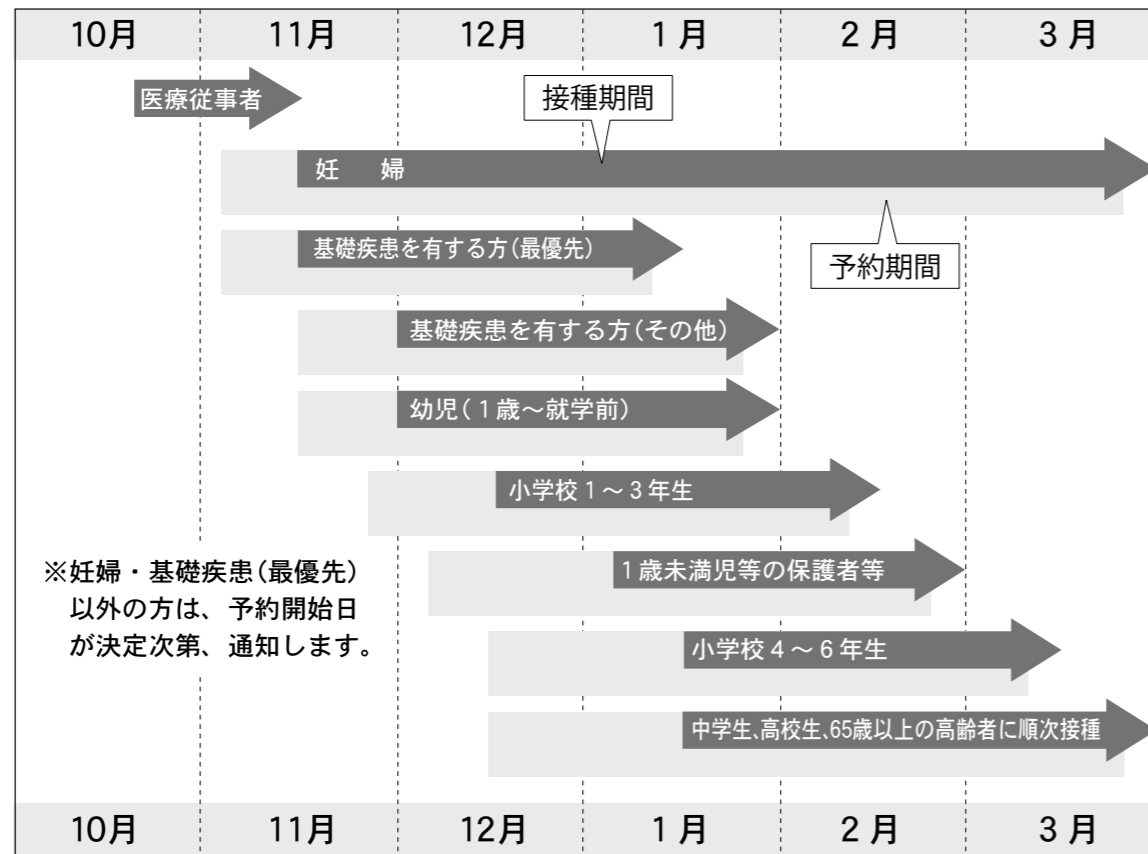 10月 11月 12月 1月 2月 3月
医療従事者
接種期間
妊　婦
予約期間
基礎疾患を有する方(最優先)
基礎疾患を有する方(その他)
幼児(1歳～就学前)
小学校1～3年生
1歳未満児等の保護者等
小学校4～6年生
中学生、高校生、65歳以上の高齢者に順次接種
※妊婦・基礎疾患(最優先)
以外の方は、予約開始日
が決定次第、通知します。
10月 11月 12月 1月 2月 3月